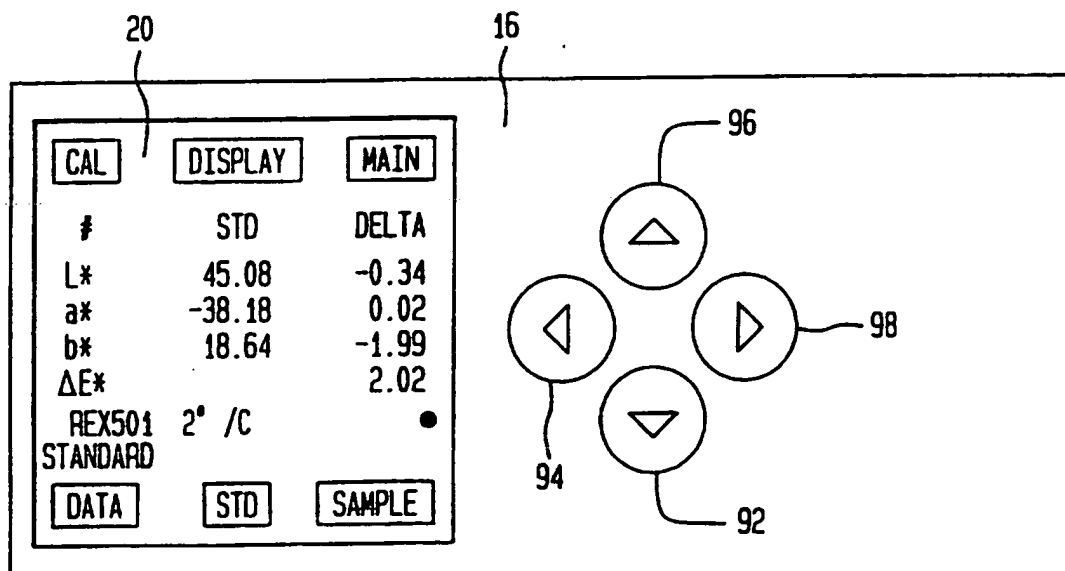 20 16
96
CAL DISPLAY MAIN
# STD DELTA
L* 45.08 -0.34
a* -38.18 0.02
98
b* 18.64 -1.99
ΔE* 2.02
REX501 2° /C
STANDARD
94
DATA STD SAMPLE
92